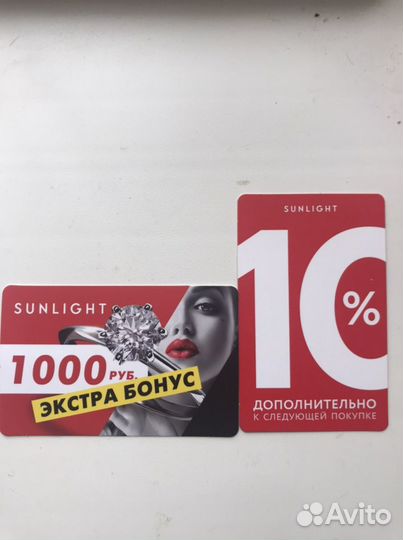 SUNLIGHT
1000 РУБ.
ЭКСТРА БОНУС
SUNLIGHT
10%
ДОПОЛНИТЕЛЬНО
К СЛЕДУЮЩЕЙ ПОКУПКЕ
Avito